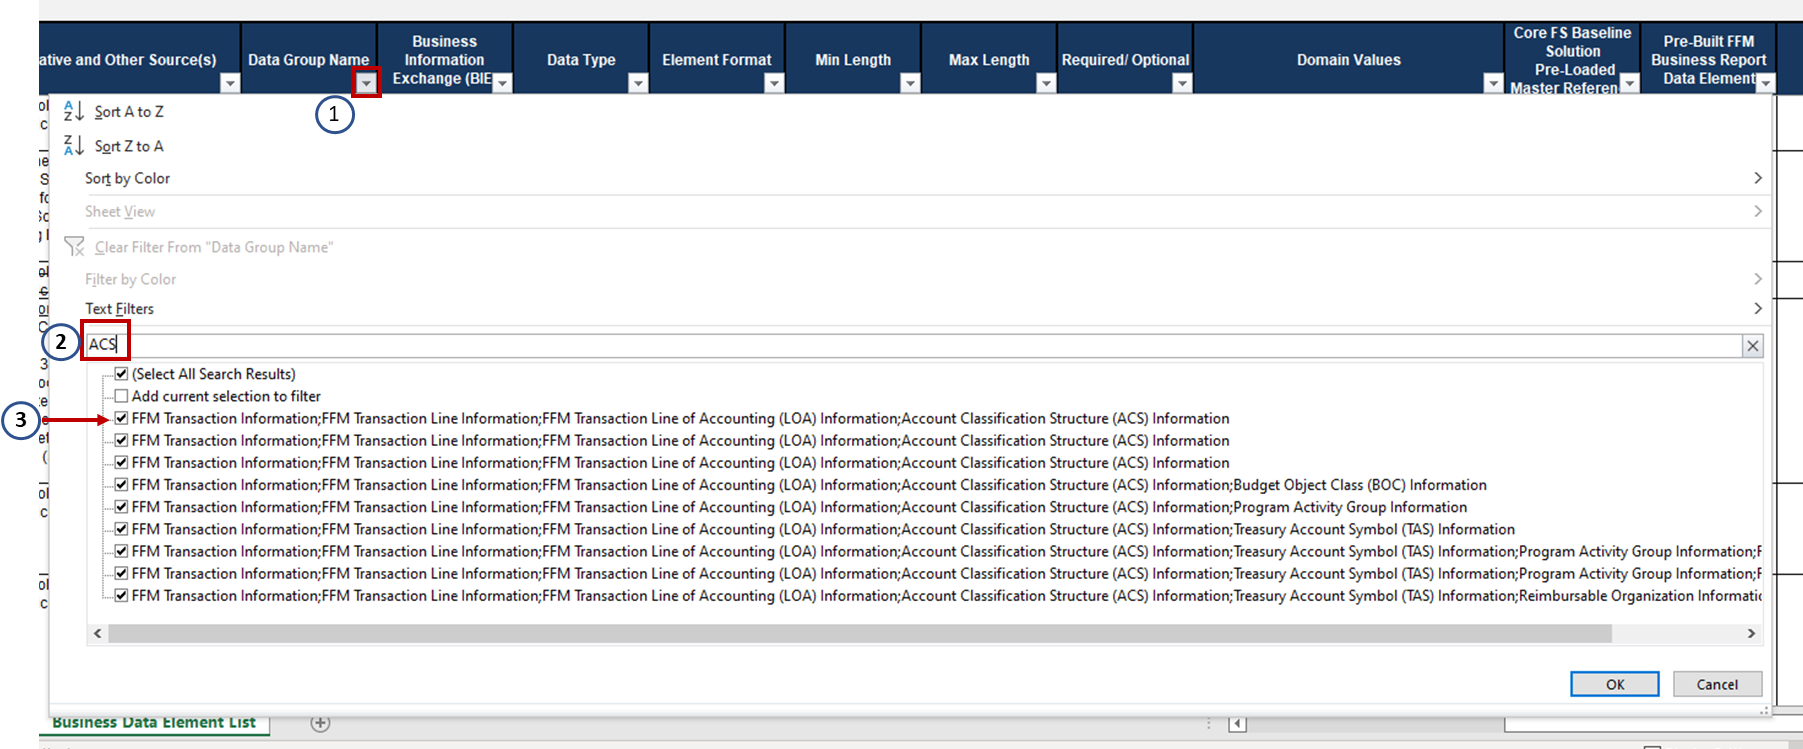 ative and Other Source(s)
Data Group Name
Business
Information
Exchange (BIE
Data Type
Element Format
Min Length
Max Length
Required/ Optional
Domain Values
Core FS Baseline
Solution
Pre-Loaded
Master Referen
Pre-Built FFM
Business Report
Data Element
1
Sort A to Z
Sort Z to A
Sort by Color
Sheet View
Clear Filter From "Data Group Name"
Filter by Color
Text Filters
2
ACS
(Select All Search Results)
Add current selection to filter
3
FFM Transaction Information;FFM Transaction Line Information;FFM Transaction Line of Accounting (LOA) Information;Account Classification Structure (ACS) Information
FFM Transaction Information;FFM Transaction Line Information;FFM Transaction Line of Accounting (LOA) Information;Account Classification Structure (ACS) Information
FFM Transaction Information;FFM Transaction Line Information;FFM Transaction Line of Accounting (LOA) Information;Account Classification Structure (ACS) Information
FFM Transaction Information;FFM Transaction Line Information;FFM Transaction Line of Accounting (LOA) Information;Account Classification Structure (ACS) Information;Budget Object Class (BOC) Information
FFM Transaction Information;FFM Transaction Line Information;FFM Transaction Line of Accounting (LOA) Information;Account Classification Structure (ACS) Information;Program Activity Group Information
FFM Transaction Information;FFM Transaction Line Information;FFM Transaction Line of Accounting (LOA) Information;Account Classification Structure (ACS) Information;Treasury Account Symbol (TAS) Information
FFM Transaction Information;FFM Transaction Line Information;FFM Transaction Line of Accounting (LOA) Information;Account Classification Structure (ACS) Information;Treasury Account Symbol (TAS) Information;Program Activity Group Information;F
FFM Transaction Information;FFM Transaction Line Information;FFM Transaction Line of Accounting (LOA) Information;Account Classification Structure (ACS) Information;Treasury Account Symbol (TAS) Information;Program Activity Group Information;F
FFM Transaction Information;FFM Transaction Line Information;FFM Transaction Line of Accounting (LOA) Information;Account Classification Structure (ACS) Information;Treasury Account Symbol (TAS) Information;Reimbursable Organization Informatic
OK
Cancel
Business Data Element List